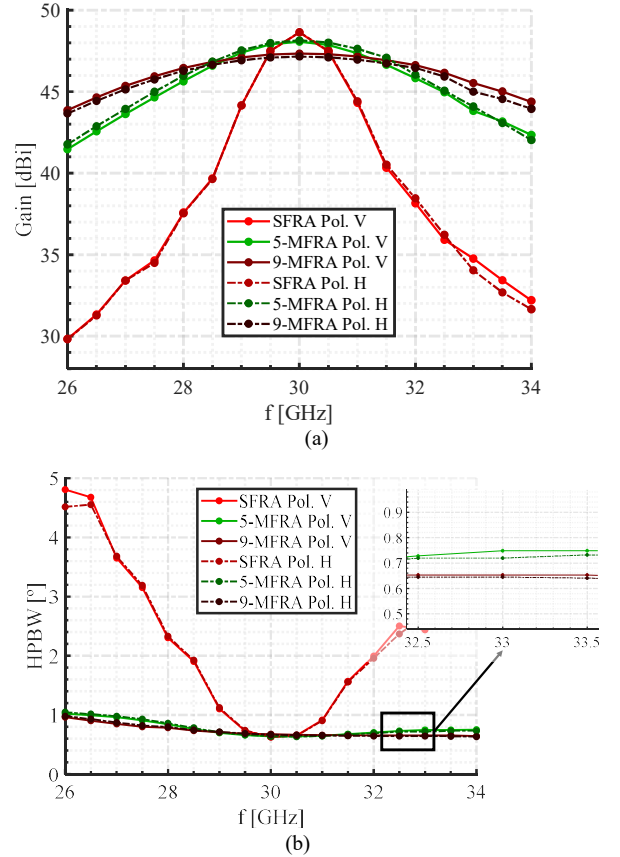 50
45
40
35
30
Gain [dBi]
SFRA Pol. V
5-MFRA Pol. V
9-MFRA Pol. V
SFRA Pol. H
5-MFRA Pol. H
9-MFRA Pol. H
26 28 30 32 34
f [GHz]
(a)
5
4
3
2
1
0
HPBW [º]
SFRA Pol. V
5-MFRA Pol. V
9-MFRA Pol. V
SFRA Pol. H
5-MFRA Pol. H
9-MFRA Pol. H
0.9
0.8
0.7
0.6
0.5
32.5 33 33.5
26 28 30 32 34
f [GHz]
(b)